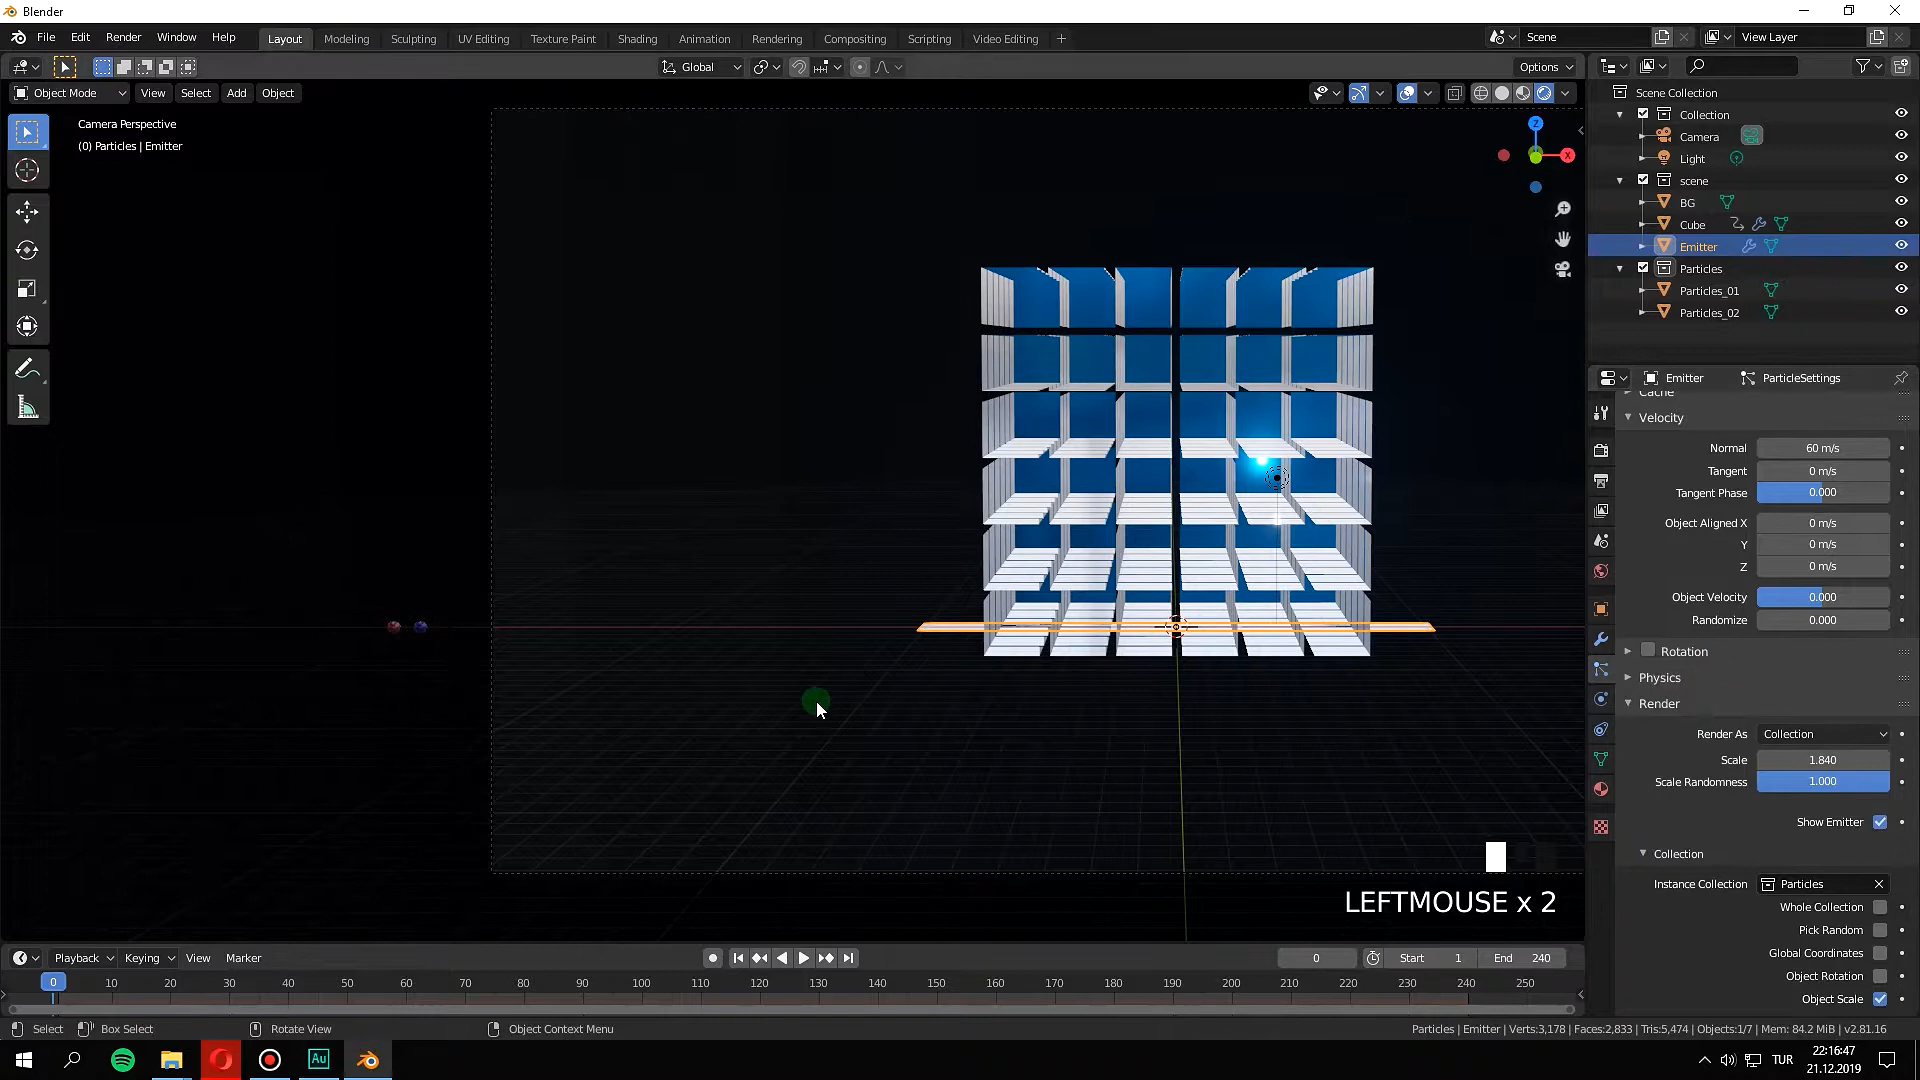 Blender
File Edit Render Window Help Layout Modeling Sculpting UV Editing Texture Paint Shading Animation Rendering Compositing Scripting Video Editing + Scene View Layer
Global Options
Object Mode View Select Add Object
Camera Perspective
(0) Particles | Emitter
Z
X
Scene Collection
Collection
Camera
Light
scene
BG
Cube
Emitter
Particles
Particles_01
Particles_02
Emitter ParticleSettings
Cache
Velocity
Normal 60 m/s
Tangent 0 m/s
Tangent Phase 0.000
Object Aligned X 0 m/s
Y 0 m/s
Z 0 m/s
Object Velocity 0.000
Randomize 0.000
Rotation
Physics
Render
Render As Collection
Scale 1.840
Scale Randomness 1.000
Show Emitter
Collection
Instance Collection Particles
Whole Collection
Pick Random
Global Coordinates
Object Rotation
Object Scale
LEFTMOUSE x 2
Playback Keying View Marker 0 Start 1 End 240
0 10 20 30 40 50 60 70 80 90 100 110 120 130 140 150 160 170 180 190 200 210 220 230 240 250
Select Box Select Rotate View Object Context Menu Particles | Emitter | Verts:3,178 | Faces:2,833 | Tris:5,474 | Objects:1/7 | Mem: 84.2 MiB | v2.81.16
Au TUR 22:16:47
21.12.2019